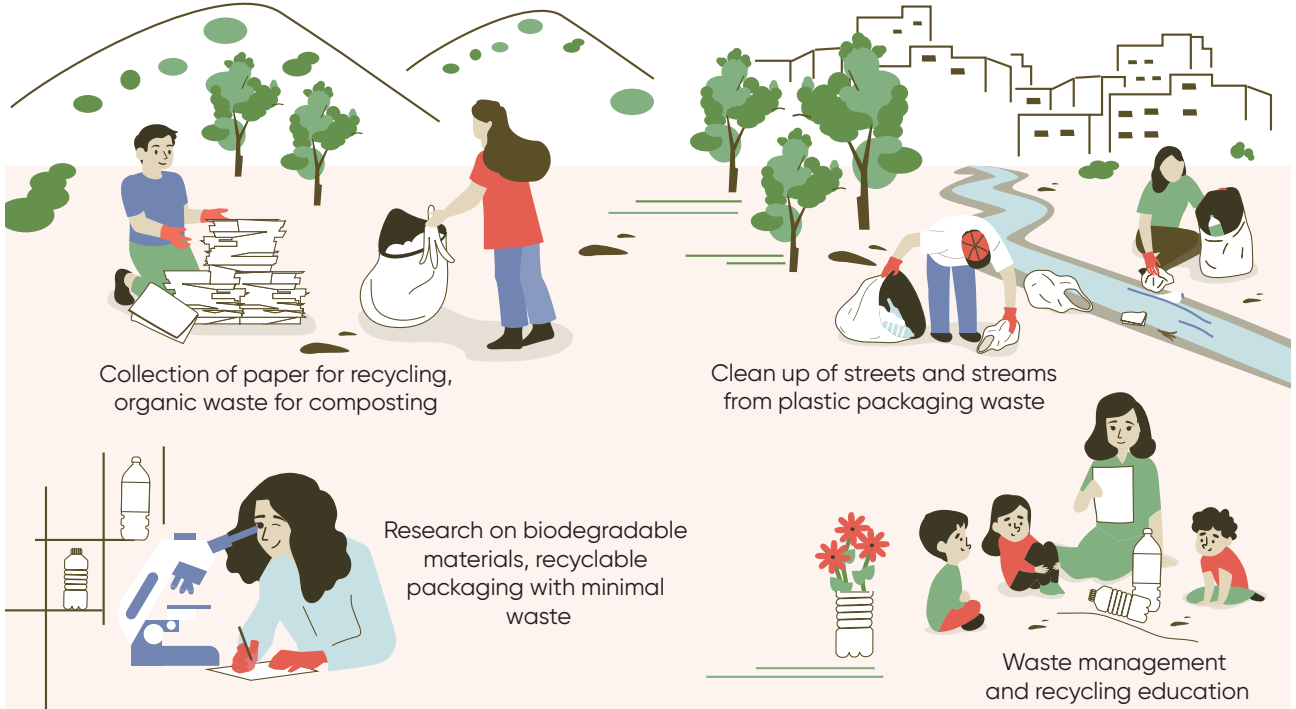 Collection of paper for recycling,
organic waste for composting
Clean up of streets and streams
from plastic packaging waste
Research on biodegradable
materials, recyclable
packaging with minimal
waste
Waste management
and recycling education